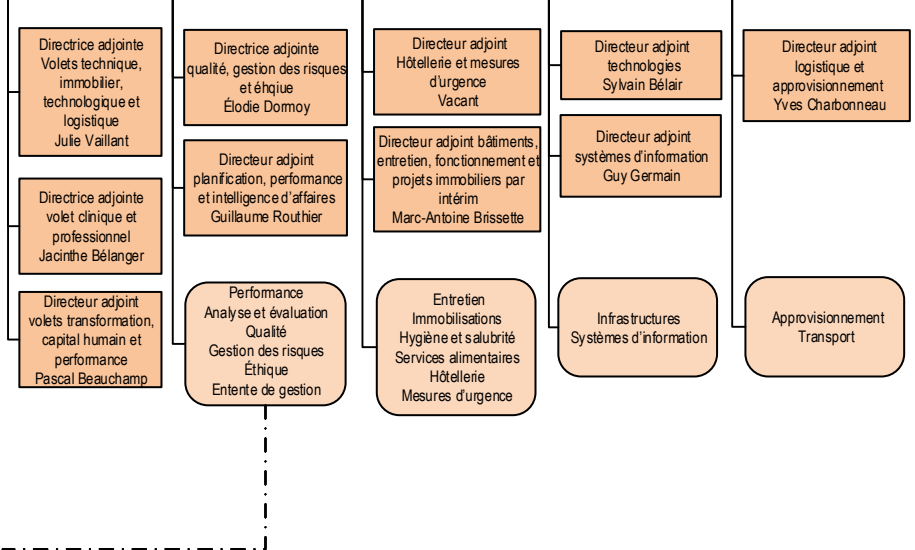 Directrice adjointe
Volets technique,
immobilier,
technologique et
logistique
Julie Vaillant
Directrice adjointe
volet clinique et
professionnel
Jacinthe Bélanger
Directeur adjoint
volets transformation,
capital humain et
performance
Pascal Beauchamp
Directrice adjointe
qualité, gestion des risques
et éhqiue
Élodie Dormoy
Directeur adjoint
planification, performance
et intelligence d'affaires
Guillaume Routhier
Performance
Analyse et évaluation
Qualité
Gestion des risques
Éthique
Entente de gestion
Directeur adjoint
Hôtellerie et mesures
d'urgence
Vacant
Directeur adjoint bâtiments,
entretien, fonctionnement et
projets immobiliers par
intérim
Marc-Antoine Brissette
Entretien
Immobilisations
Hygiène et salubrité
Services alimentaires
Hôtellerie
Mesures d'urgence
Directeur adjoint
technologies
Sylvain Bélair
Directeur adjoint
systèmes d'information
Guy Germain
Infrastructures
Systèmes d'information
Directeur adjoint
logistique et
approvisionnement
Yves Charbonneau
Approvisionnement
Transport